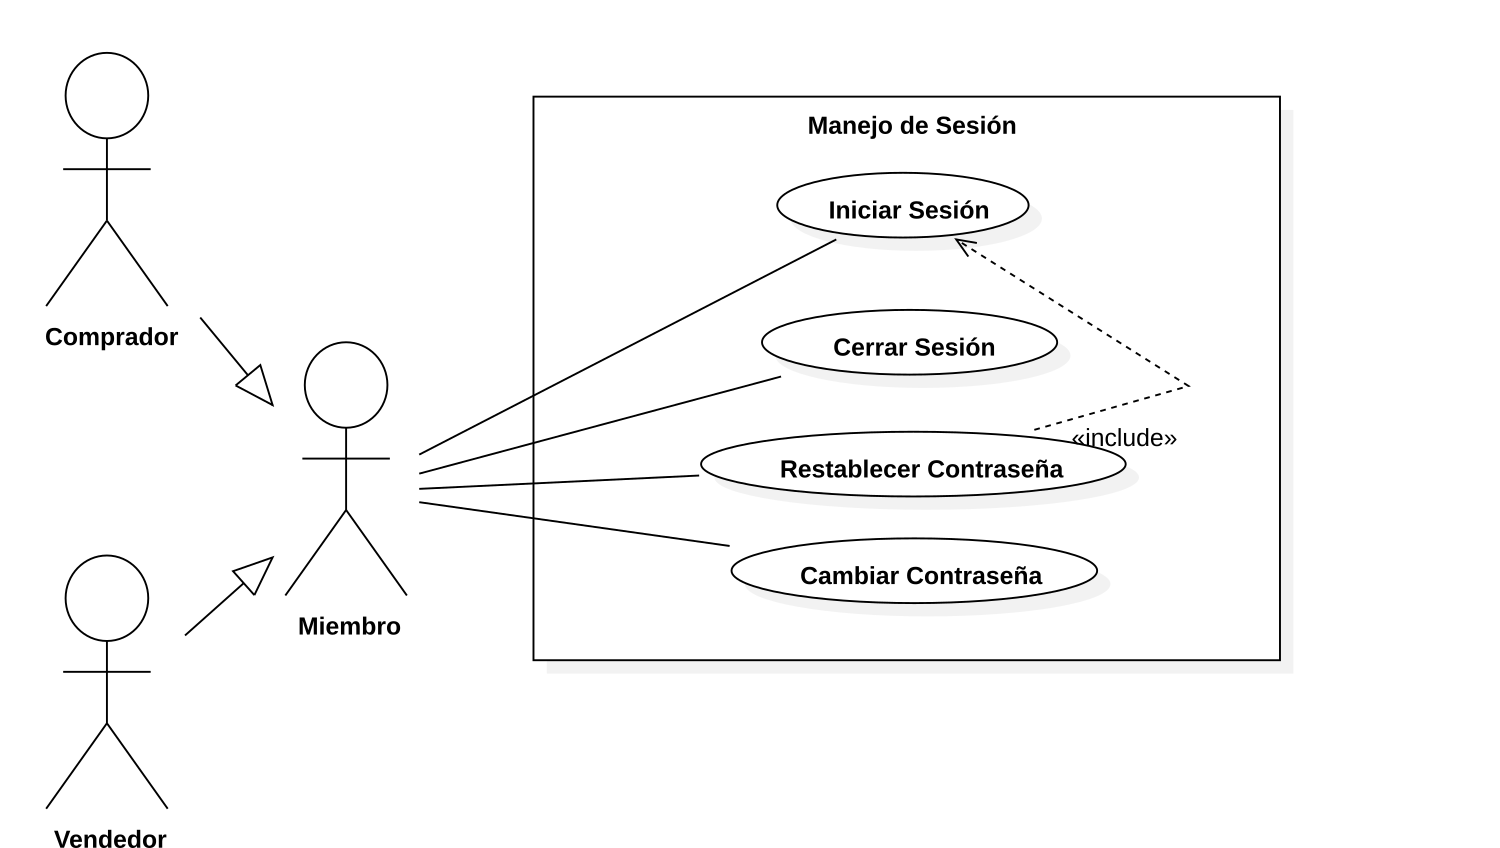 Manejo de Sesión
Iniciar Sesión
Comprador
Cerrar Sesión
«include»
Restablecer Contraseña
Cambiar Contraseña
Miembro
Vendedor